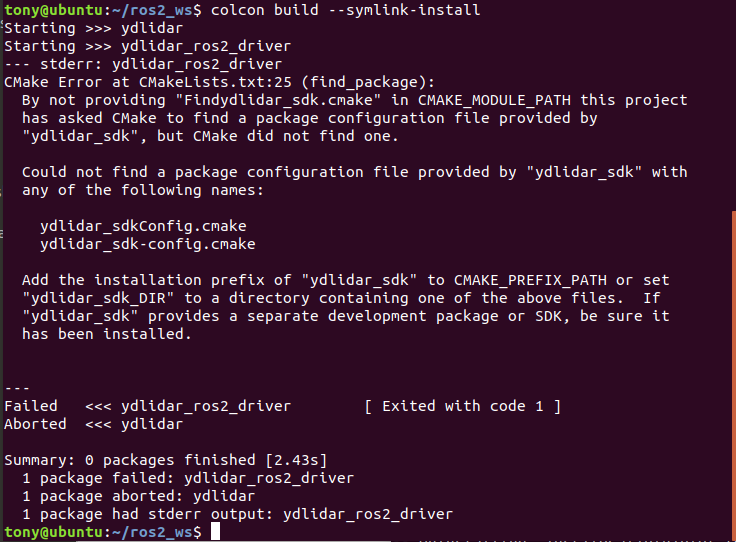 tony@ubuntu:~/ros2_ws$ colcon build --symlink-install
Starting >>> ydlidar
Starting >>> ydlidar_ros2_driver
--- stderr: ydlidar_ros2_driver
CMake Error at CMakeLists.txt:25 (find_package):
  By not providing "Findydlidar_sdk.cmake" in CMAKE_MODULE_PATH this project
  has asked CMake to find a package configuration file provided by
  "ydlidar_sdk", but CMake did not find one.

  Could not find a package configuration file provided by "ydlidar_sdk" with
  any of the following names:

    ydlidar_sdkConfig.cmake
    ydlidar_sdk-config.cmake

  Add the installation prefix of "ydlidar_sdk" to CMAKE_PREFIX_PATH or set
  "ydlidar_sdk_DIR" to a directory containing one of the above files.  If
  "ydlidar_sdk" provides a separate development package or SDK, be sure it
  has been installed.


---
Failed   <<< ydlidar_ros2_driver        [ Exited with code 1 ]
Aborted  <<< ydlidar

Summary: 0 packages finished [2.43s]
  1 package failed: ydlidar_ros2_driver
  1 package aborted: ydlidar
  1 package had stderr output: ydlidar_ros2_driver
tony@ubuntu:~/ros2_ws$